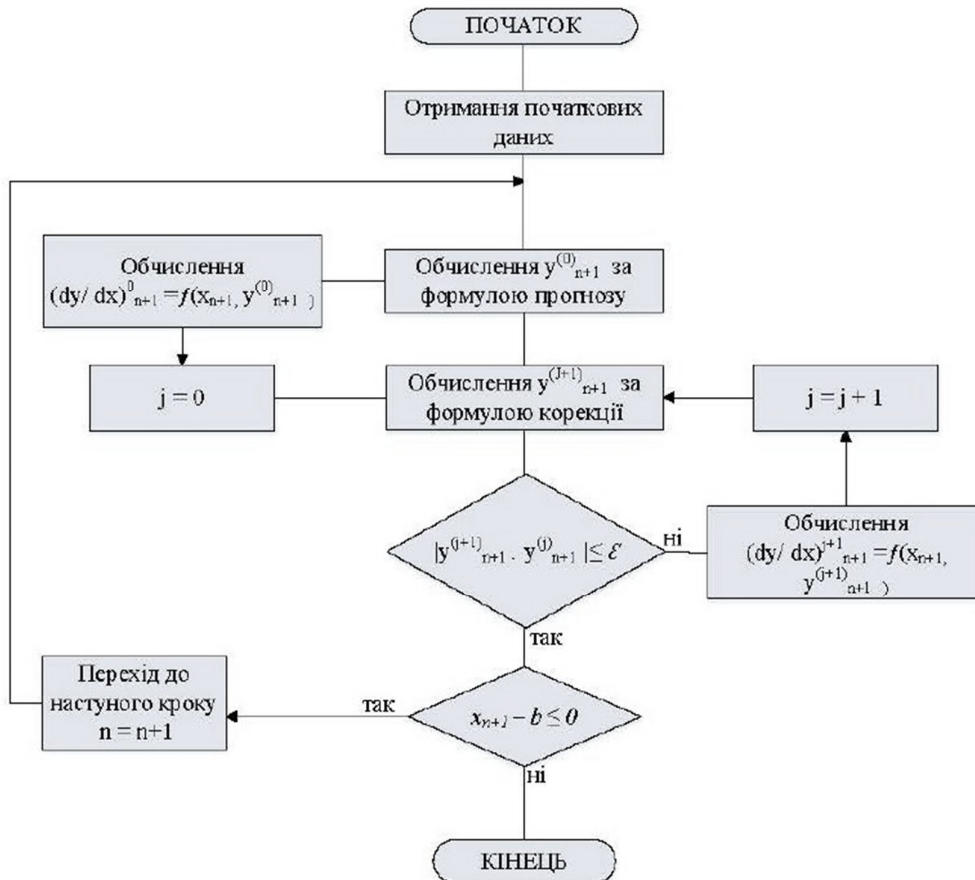 ПОЧАТОК
Отримання початкових
даних
Обчислення
(dy/ dx)⁰ₙ₊₁ =f(xₙ₊₁, y⁽⁰⁾ₙ₊₁ )
Обчислення y⁽⁰⁾ₙ₊₁ за
формулою прогнозу
j = 0
Обчислення y⁽ᴶ⁺¹⁾ₙ₊₁ за
формулою корекції
j = j + 1
|y⁽ʲ⁺¹⁾ₙ₊₁ - y⁽ʲ⁾ₙ₊₁ |≤ ℰ
ні
Обчислення
(dy/ dx)ʲ⁺¹ₙ₊₁ =f(xₙ₊₁,
y⁽ʲ⁺¹⁾ₙ₊₁ )
так
Перехід до
наступного кроку
n = n+1
так
xₙ₊₁ – b ≤ 0
ні
КІНЕЦЬ